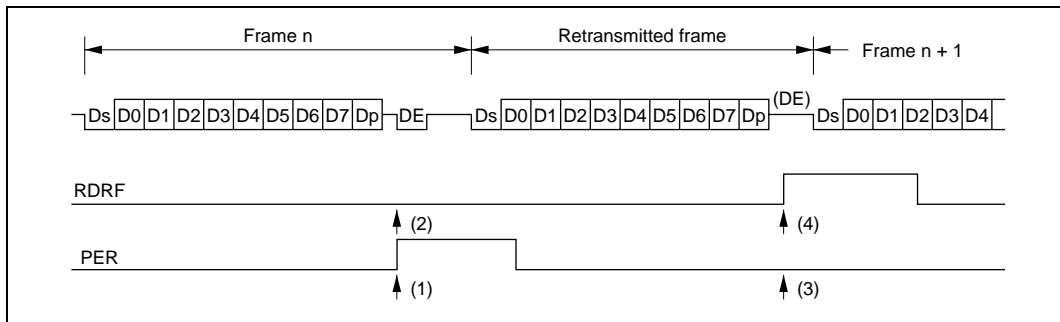 Frame n
Retransmitted frame
Frame n + 1
Ds D0 D1 D2 D3 D4 D5 D6 D7 Dp DE Ds D0 D1 D2 D3 D4 D5 D6 D7 Dp (DE) Ds D0 D1 D2 D3 D4
RDRF
(2)
(4)
PER
(1)
(3)